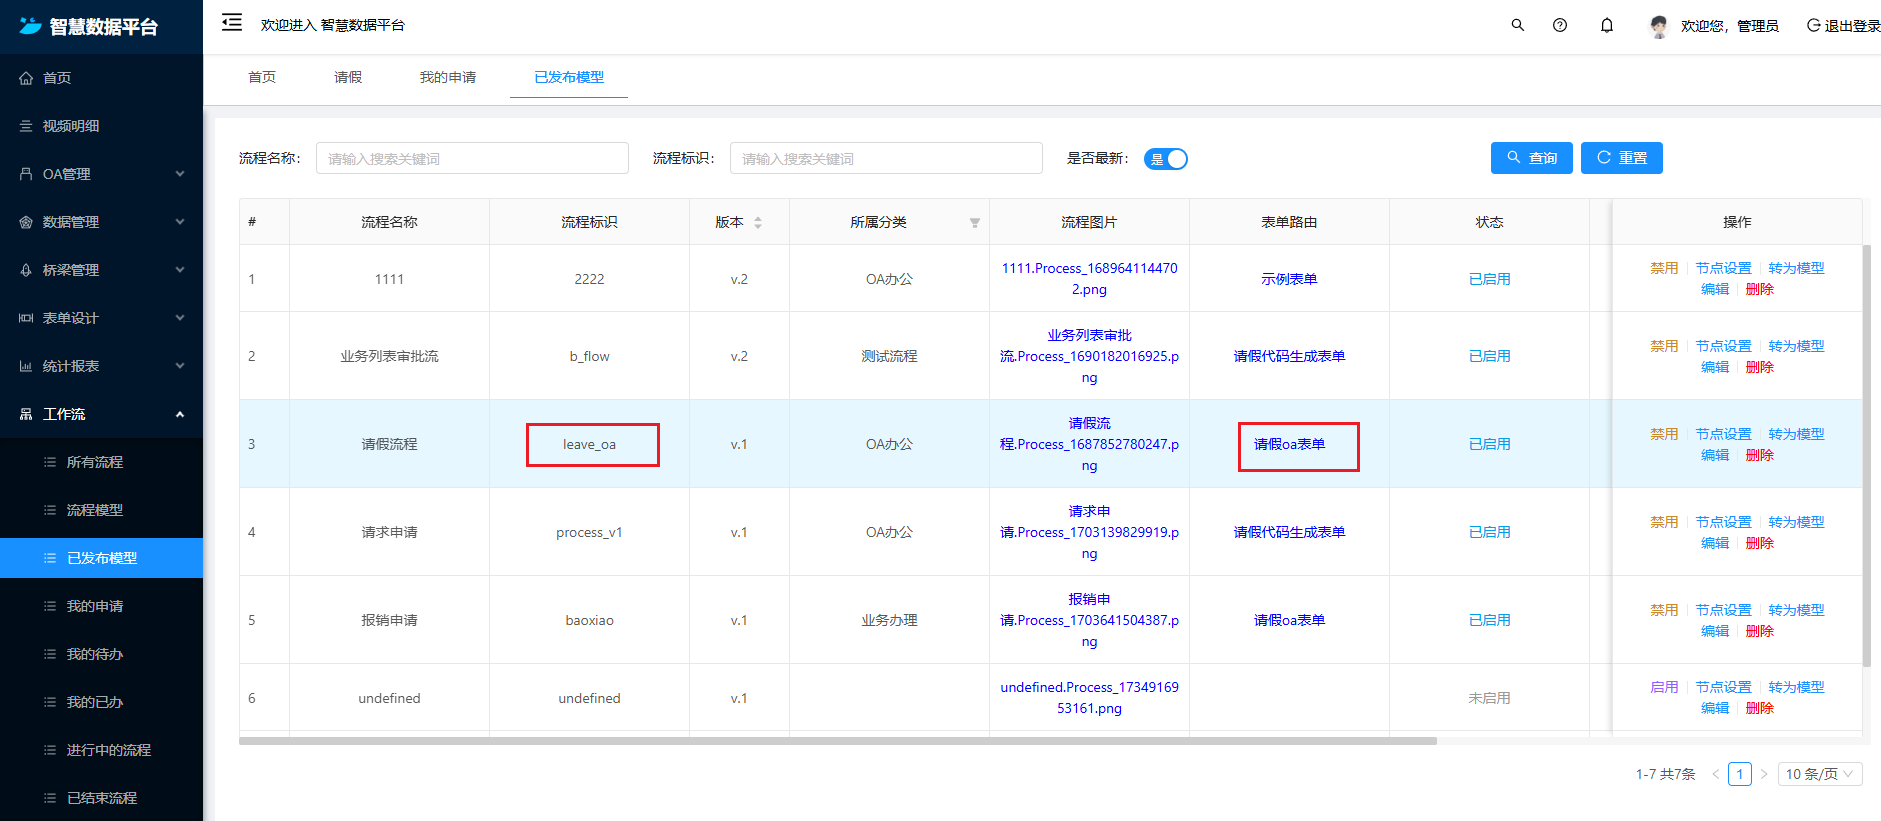 智慧数据平台
欢迎进入 智慧数据平台
欢迎您，管理员
退出登录
首页
视频明细
OA管理
数据管理
桥梁管理
表单设计
统计报表
工作流
所有流程
流程模型
已发布模型
我的申请
我的待办
我的已办
进行中的流程
已结束流程
首页 请假 我的申请 已发布模型
流程名称： 请输入搜索关键词 流程标识： 请输入搜索关键词 是否最新： 是 查询 重置
# 流程名称 流程标识 版本 所属分类 流程图片 表单路由 状态 操作
1 1111 2222 v.2 OA办公 1111.Process_168964114470
2.png 示例表单 已启用 禁用 节点设置 转为模型
编辑 删除
2 业务列表审批流 b_flow v.2 测试流程 业务列表审批
流.Process_1690182016925.p
ng 请假代码生成表单 已启用 禁用 节点设置 转为模型
编辑 删除
3 请假流程 leave_oa v.1 OA办公 请假流
程.Process_1687852780247.p
ng 请假oa表单 已启用 禁用 节点设置 转为模型
编辑 删除
4 请求申请 process_v1 v.1 OA办公 请求申
请.Process_1703139829919.p
ng 请假代码生成表单 已启用 禁用 节点设置 转为模型
编辑 删除
5 报销申请 baoxiao v.1 业务办理 报销申
请.Process_1703641504387.p
ng 请假oa表单 已启用 禁用 节点设置 转为模型
编辑 删除
6 undefined undefined v.1 undefined.Process_17349169
53161.png 未启用 启用 节点设置 转为模型
编辑 删除
1-7 共7条 1 10 条/页